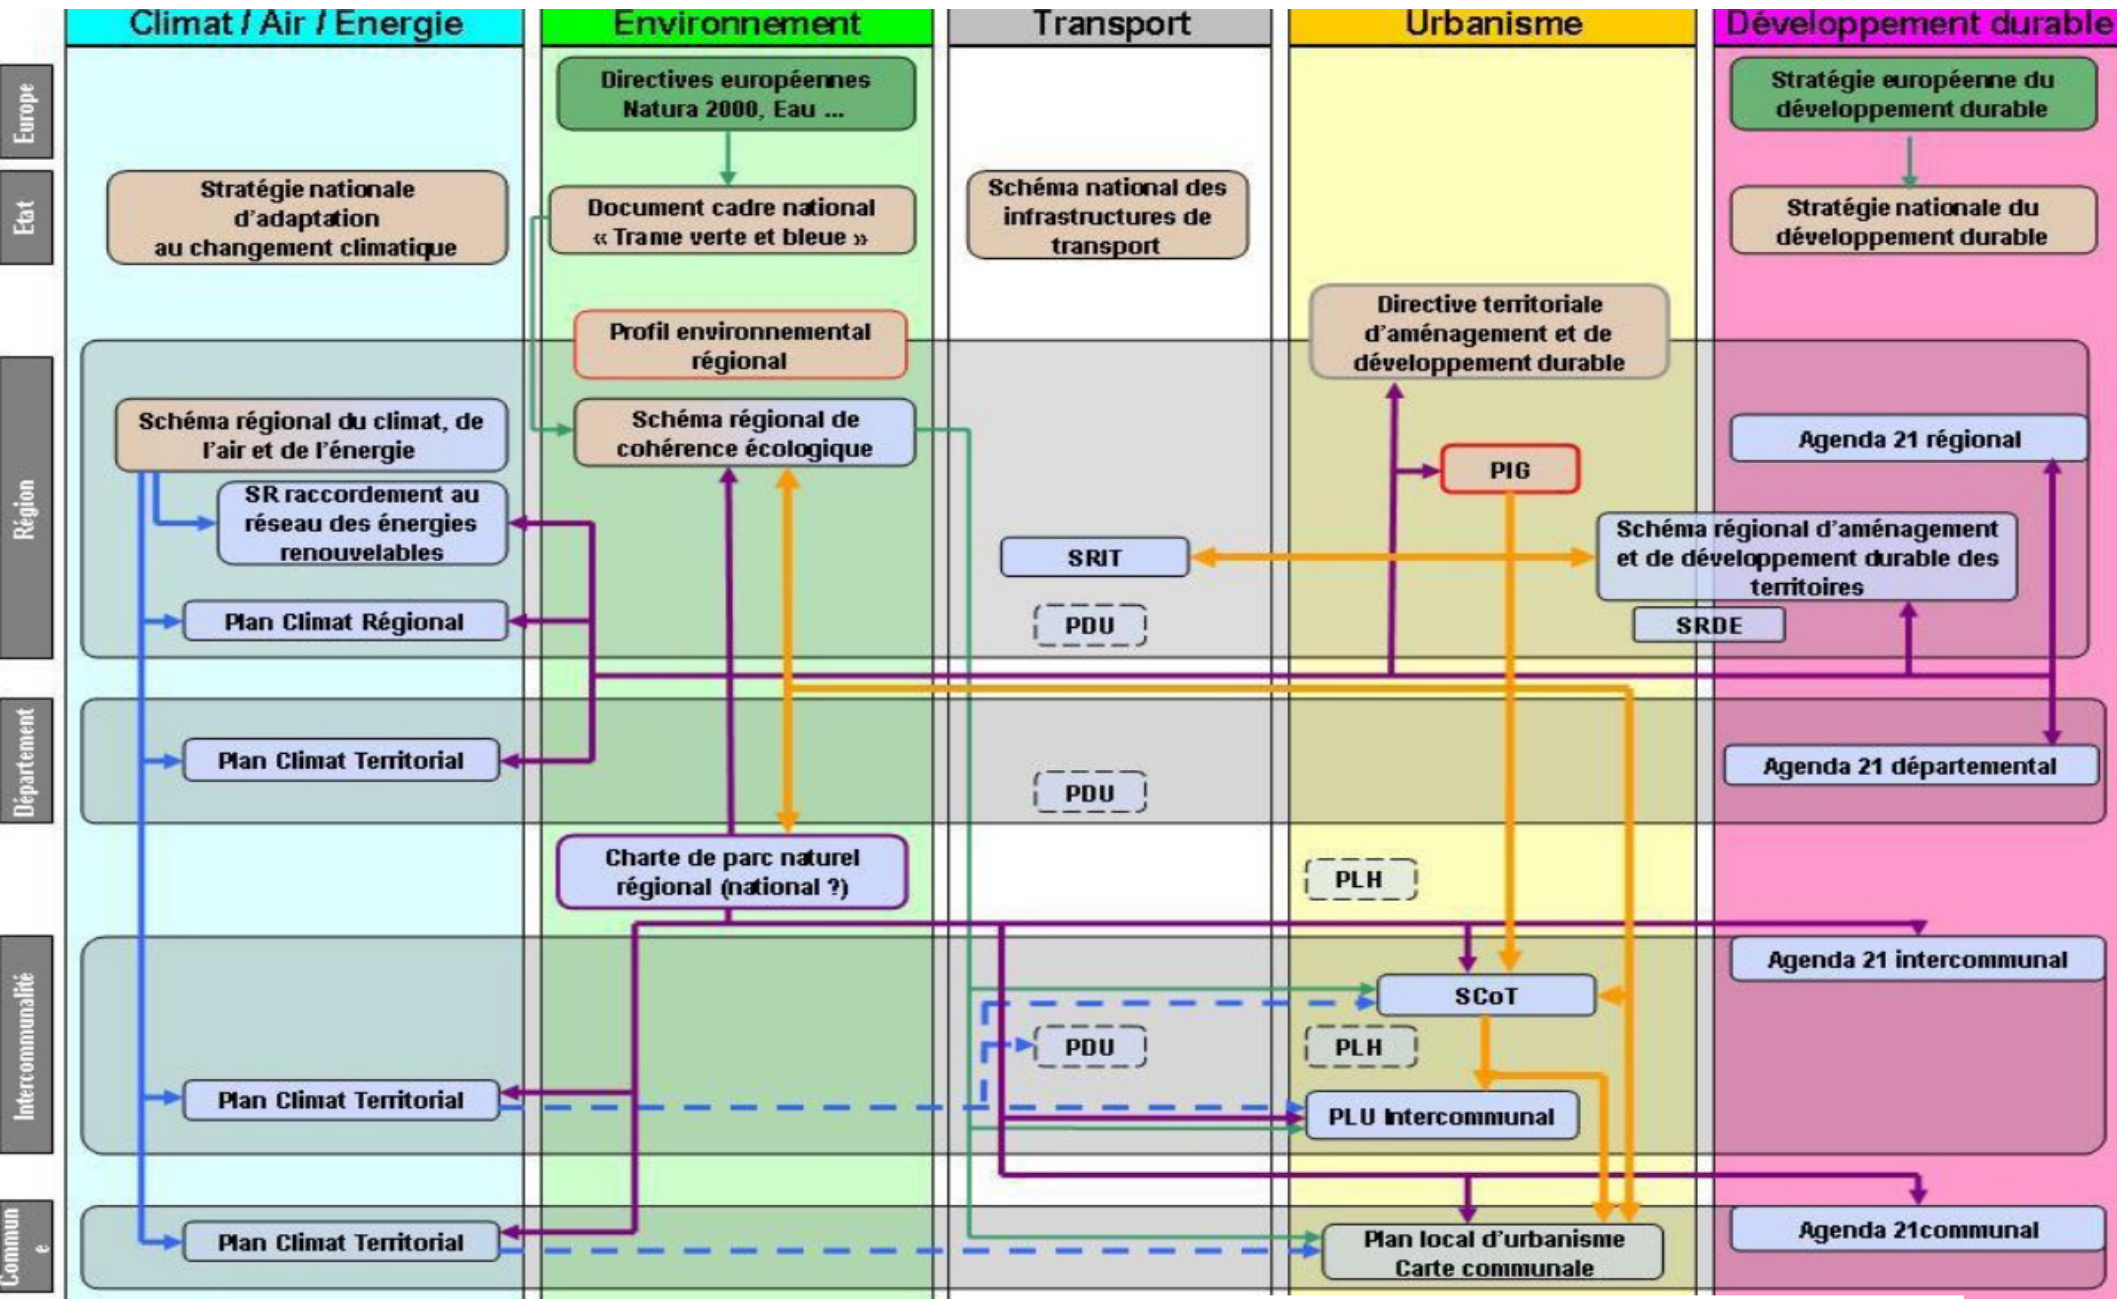 Climat / Air / Energie
Environnement
Transport
Urbanisme
Développement durable
Europe
Directives européennes
Natura 2000, Eau ...
Stratégie européenne du
développement durable
Etat
Stratégie nationale
d'adaptation
au changement climatique
Document cadre national
« Trame verte et bleue »
Schéma national des
infrastructures de
transport
Stratégie nationale du
développement durable
Profil environnemental
régional
Directive territoriale
d'aménagement et de
développement durable
Région
Schéma régional du climat, de
l'air et de l'énergie
Schéma régional de
cohérence écologique
Agenda 21 régional
PIG
SR raccordement au
réseau des énergies
renouvelables
SRIT
Schéma régional d'aménagement
et de développement durable des
territoires
Plan Climat Régional
PDU
SRDE
Département
Plan Climat Territorial
PDU
Agenda 21 départemental
Charte de parc naturel
régional (national ?)
PLH
Intercommunalité
Agenda 21 intercommunal
SCoT
PDU
PLH
Plan Climat Territorial
PLU Intercommunal
Commun
e
Plan Climat Territorial
Plan local d'urbanisme
Carte communale
Agenda 21communal